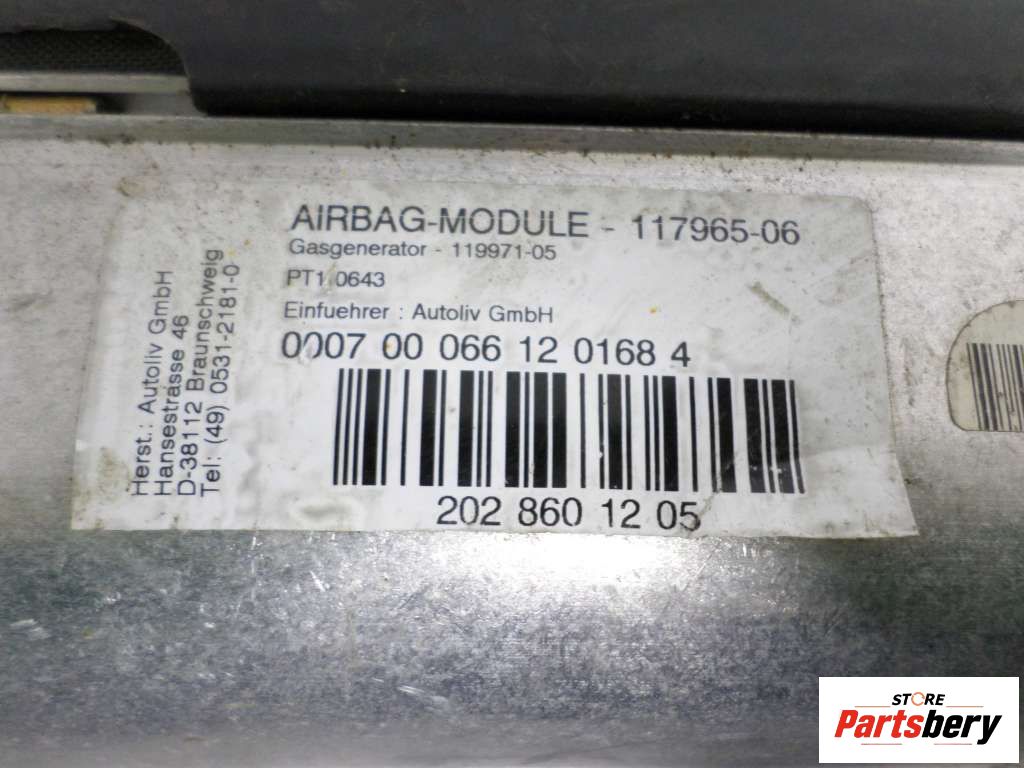 AIRBAG-MODULE - 117965-06
Gasgenerator - 119971-05
PT1 0643
Einfuehrer : Autoliv GmbH
0007 00 066 12 0168 4
202 860 12 05
Herst.: Autoliv GmbH
Hansestrasse 46
D-38112 Braunschweig
Tel: (49) 0531-2181-0
STORE
Partsbery